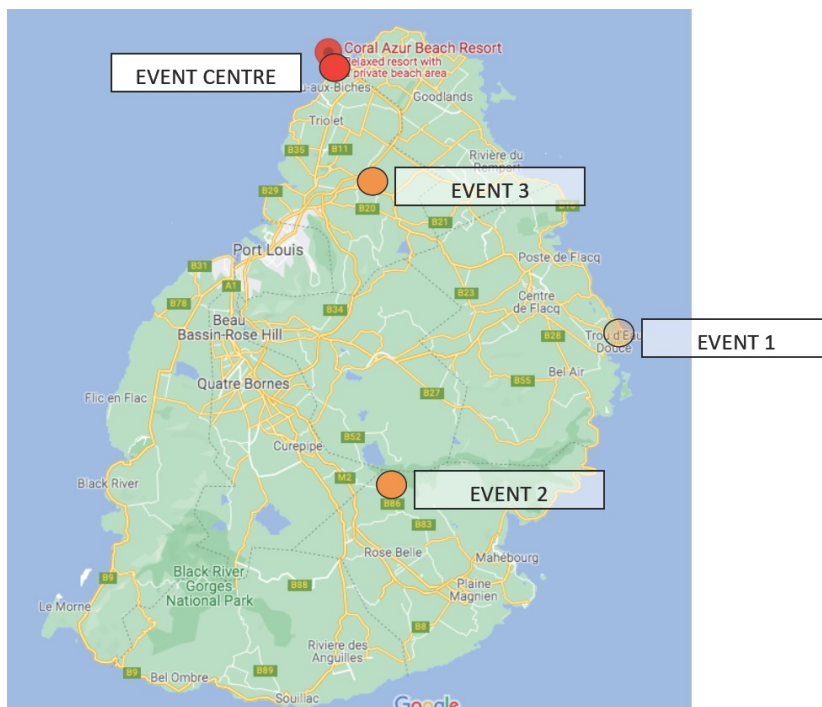 Coral Azur Beach Resort
Relaxed resort with
private beach area
EVENT CENTRE
u-aux-Biches
Goodlands
Triolet
B35
B11
Rivière du
Rempart
B29
EVENT 3
B20
B21
Port Louis
Poste de Flacq
B31
A1
B23
Centre
de Flacq
B78
B34
Beau
Bassin-Rose Hill
Trou d'Eau
Douce
B28
EVENT 1
Bel Air
Quatre Bornes
B55
B27
Flic en Flac
B52
Curepipe
M2
Black River
EVENT 2
B86
B83
Rose Belle
Mahébourg
Black River
Gorges
National Park
B9
B88
Plaine
Magnien
Le Morne
B8
Riviere des
Anguilles
B9
B89
Bel Ombre
Souillac
Google